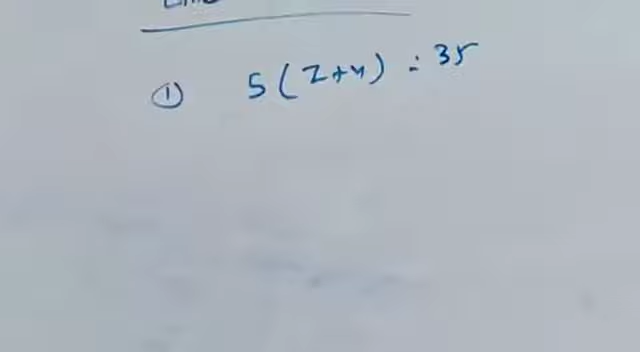 ① 5(z+4) = 35